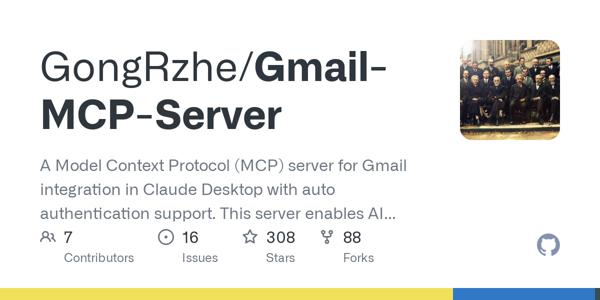 GongRzhe/Gmail-
MCP-Server
A Model Context Protocol (MCP) server for Gmail
integration in Claude Desktop with auto
authentication support. This server enables AI...
7 16 308 88
Contributors Issues Stars Forks